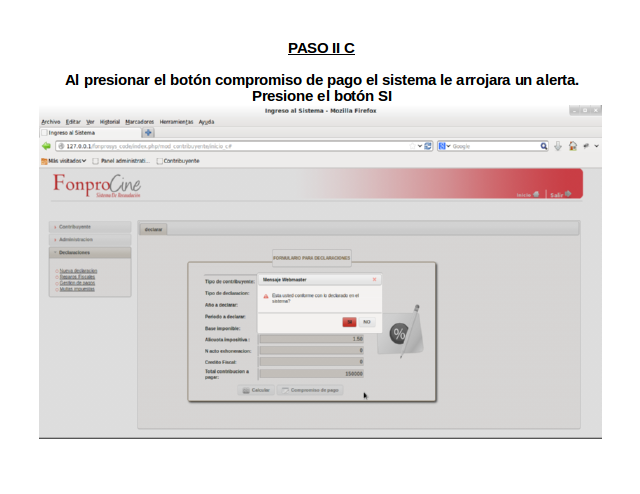 PASO II C
Al presionar el botón compromiso de pago el sistema le arrojara un alerta.
Presione el botón SI
Ingreso al Sistema - Mozilla Firefox
Archivo Editar Ver Historial Marcadores Herramientas Ayuda
Ingreso al Sistema
127.0.0.1/fonprocps_code/index.php/mod_contribuyente/inicio_c#
Google
Más visitados Panel administrati... Contribuyente
FonproCine
Sistema De Recaudación
Inicio Salir
Contribuyente
Administracion
Declaraciones
Nueva declaracion
Reparos Fiscales
Gestion de pagos
Multas impuestas
declarar
FORMULARIO PARA DECLARACIONES
Mensaje Webmaster
Tipo de contribuyente:
Tipo de declaracion:
Esta usted conforme con lo declarado en el
sistema?
Año a declarar:
Periodo a declarar:
SI NO
Base imponible:
Alicuota Impositiva.: 1.50
N auto exhoneracion: 0
Credito Fiscal: 0
Total contribucion a
pagar: 150000
Calcular Compromiso de pago
%